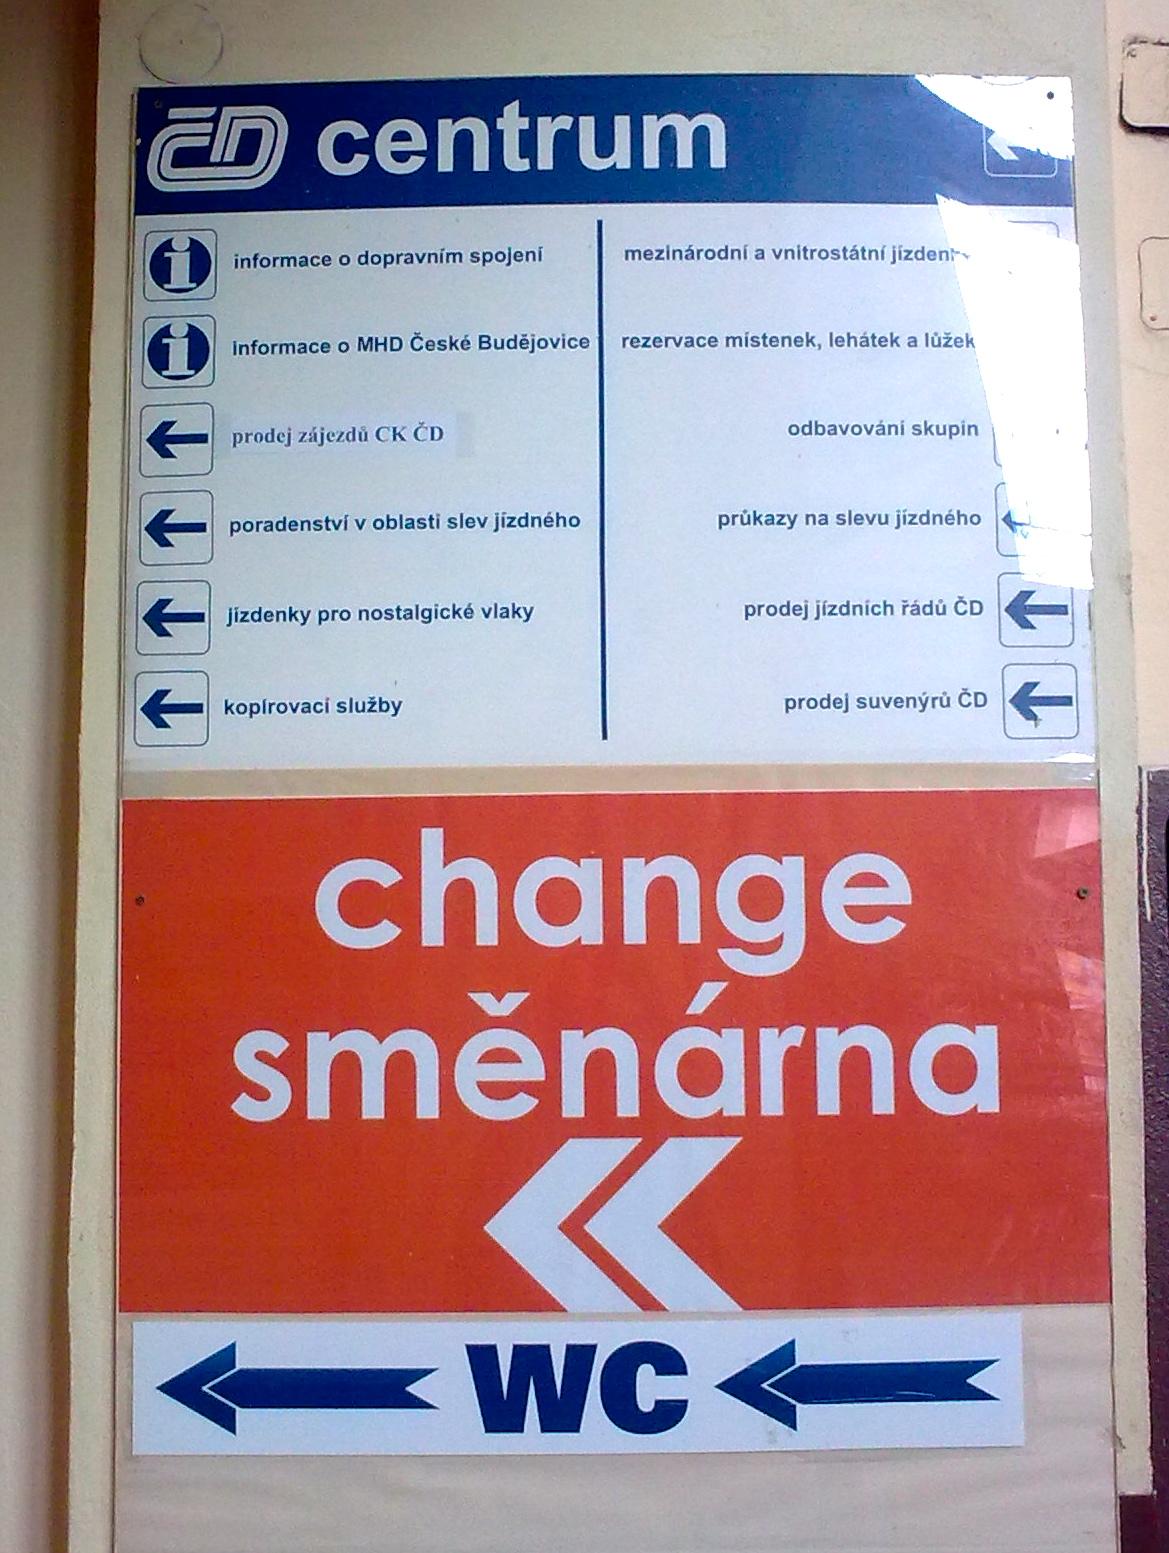 ČD centrum
informace o dopravním spojení
informace o MHD České Budějovice
prodej zájezdů CK ČD
poradenství v oblasti slev jízdného
jízdenky pro nostalgické vlaky
kopírovací služby
mezinárodní a vnitrostátní
rezervace místenek, lehátek a lůžek
odbavování skupin
průkazy na slevu jízdného
prodej jízdních řádů ČD
prodej suvenýrů ČD
change
směnárna
WC